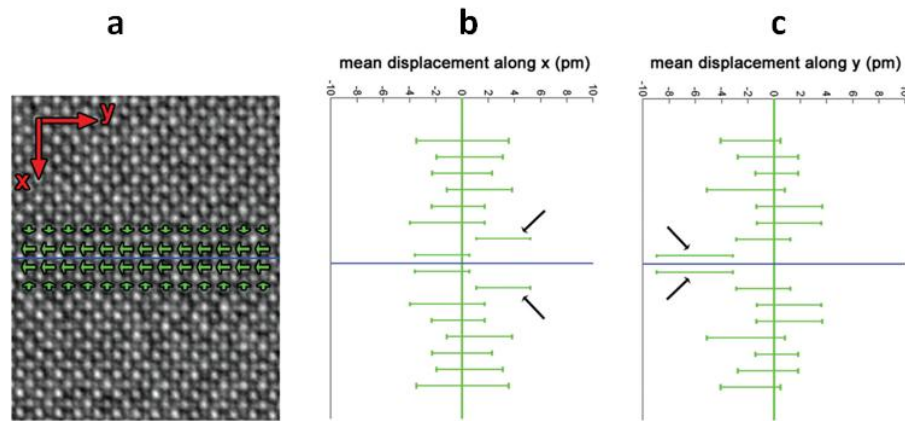 a
b
c
mean displacement along x (pm)
mean displacement along y (pm)
-10 -8 -6 -4 -2 0 2 4 6 8 10
-10 -8 -6 -4 -2 0 2 4 6 8 10
y
x